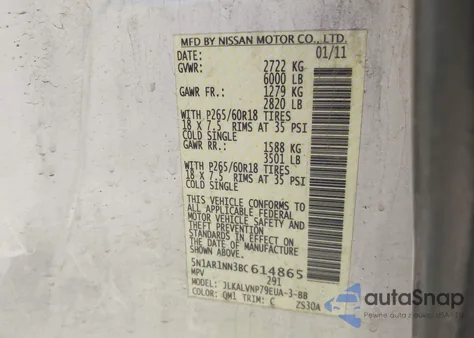 MFD BY NISSAN MOTOR CO., LTD.
DATE: 01/11
GVWR: 2722 KG
6000 LB
GAWR FR.: 1279 KG
2820 LB
WITH P265/60R18 TIRES
18 X 7.5 RIMS AT 35 PSI
COLD SINGLE
GAWR RR.: 1588 KG
3501 LB
WITH P265/60R18 TIRES
18 X 7.5 RIMS AT 35 PSI
COLD SINGLE
THIS VEHICLE CONFORMS TO
ALL APPLICABLE FEDERAL
MOTOR VEHICLE SAFETY AND
THEFT PREVENTION
STANDARDS IN EFFECT ON
THE DATE OF MANUFACTURE
SHOWN ABOVE.
5N1AR1NN3BC614865
MPV 291
MODEL: JLKALVNP79EUA-3-BB
COLOR: QM1 TRIM: C ZS30A
autoSnap